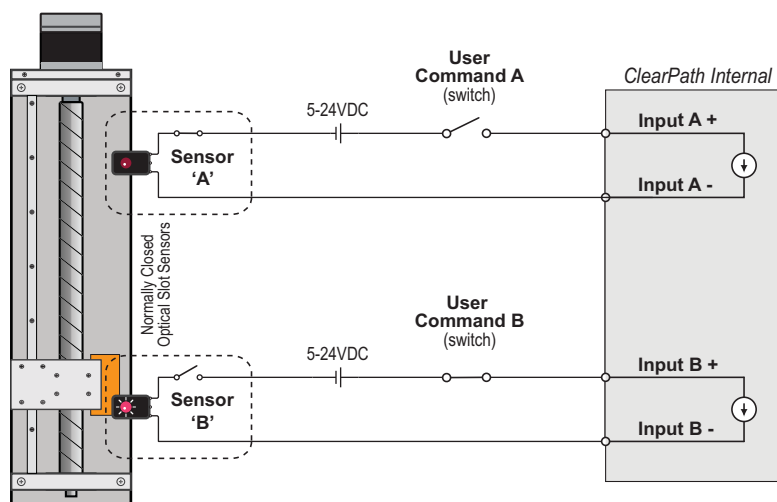 User
Command A
(switch)
ClearPath Internal
5-24VDC
Input A +
Sensor
‘A’
Input A -
Normally Closed
Optical Slot Sensors
User
Command B
(switch)
5-24VDC
Input B +
Sensor
‘B’
Input B -